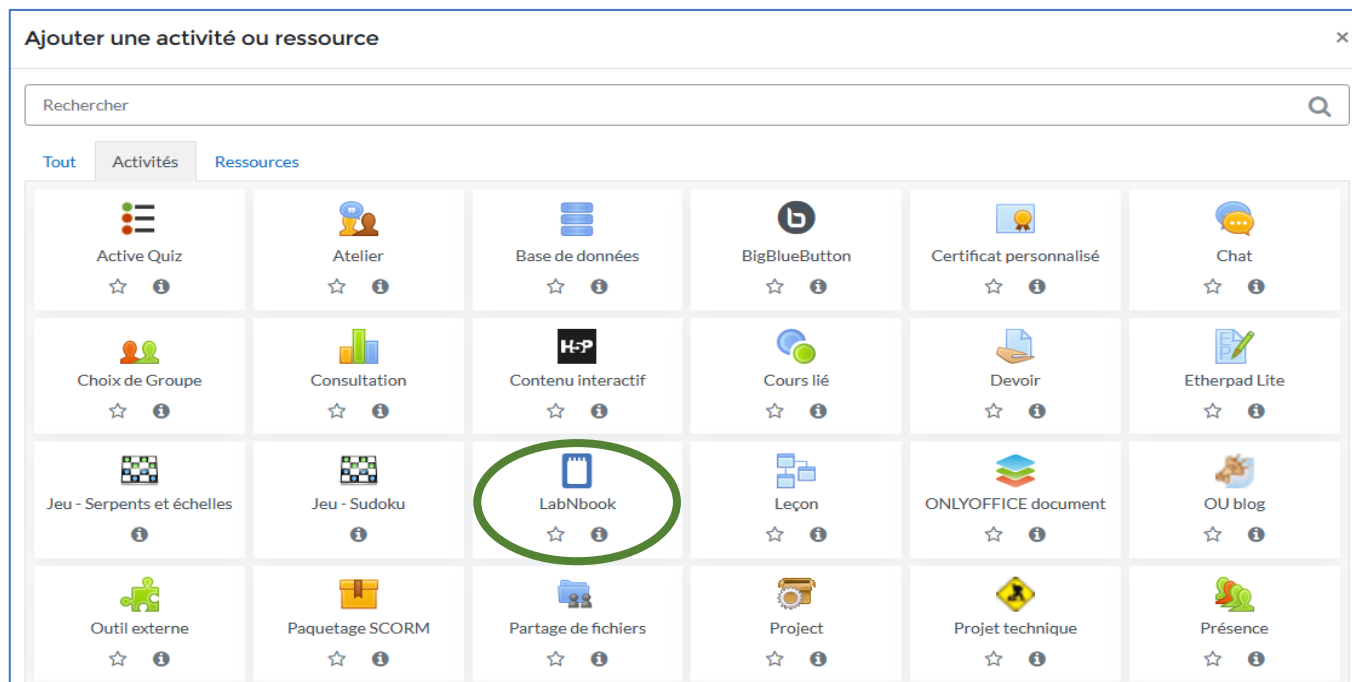 Ajouter une activité ou ressource
×
Rechercher
Tout Activités Ressources
Active Quiz Atelier Base de données BigBlueButton Certificat personnalisé Chat
H5P
Choix de Groupe Consultation Contenu interactif Cours lié Devoir Etherpad Lite
Jeu - Serpents et échelles Jeu - Sudoku LabNbook Leçon ONLYOFFICE document OU blog
Outil externe Paquetage SCORM Partage de fichiers Project Projet technique Présence